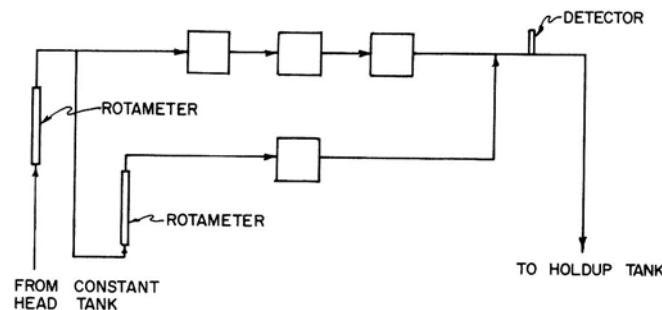 DETECTOR
ROTAMETER
ROTAMETER
FROM CONSTANT
HEAD TANK
TO HOLDUP TANK